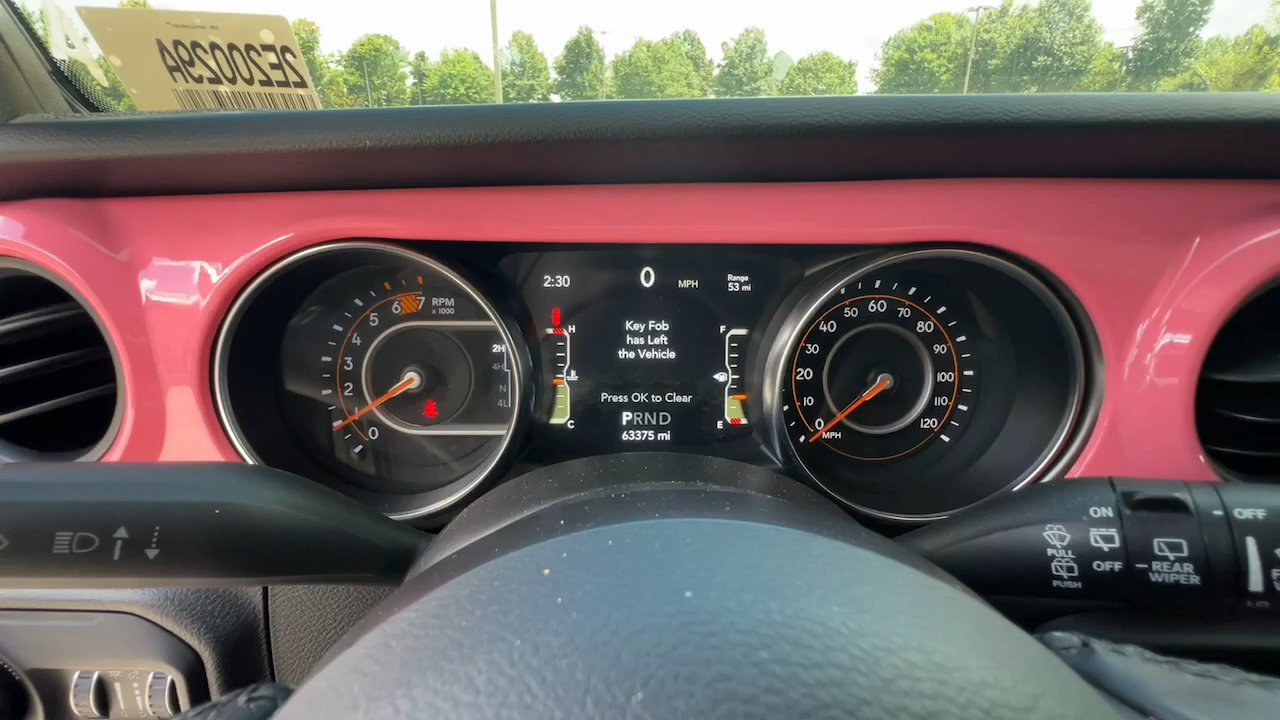 2E20029A
2:30
0 MPH
Range
53 mi
Key Fob
has Left
the Vehicle
Press OK to Clear
PRND
63375 mi
H
C
F
E
RPM
x 1000
0
2
3
4
5
6
7
2H
4H
N
4L
0
10
20
30
40
50
60
70
80
90
100
110
120
MPH
ON
OFF
PULL
PUSH
REAR
WIPER
OFF